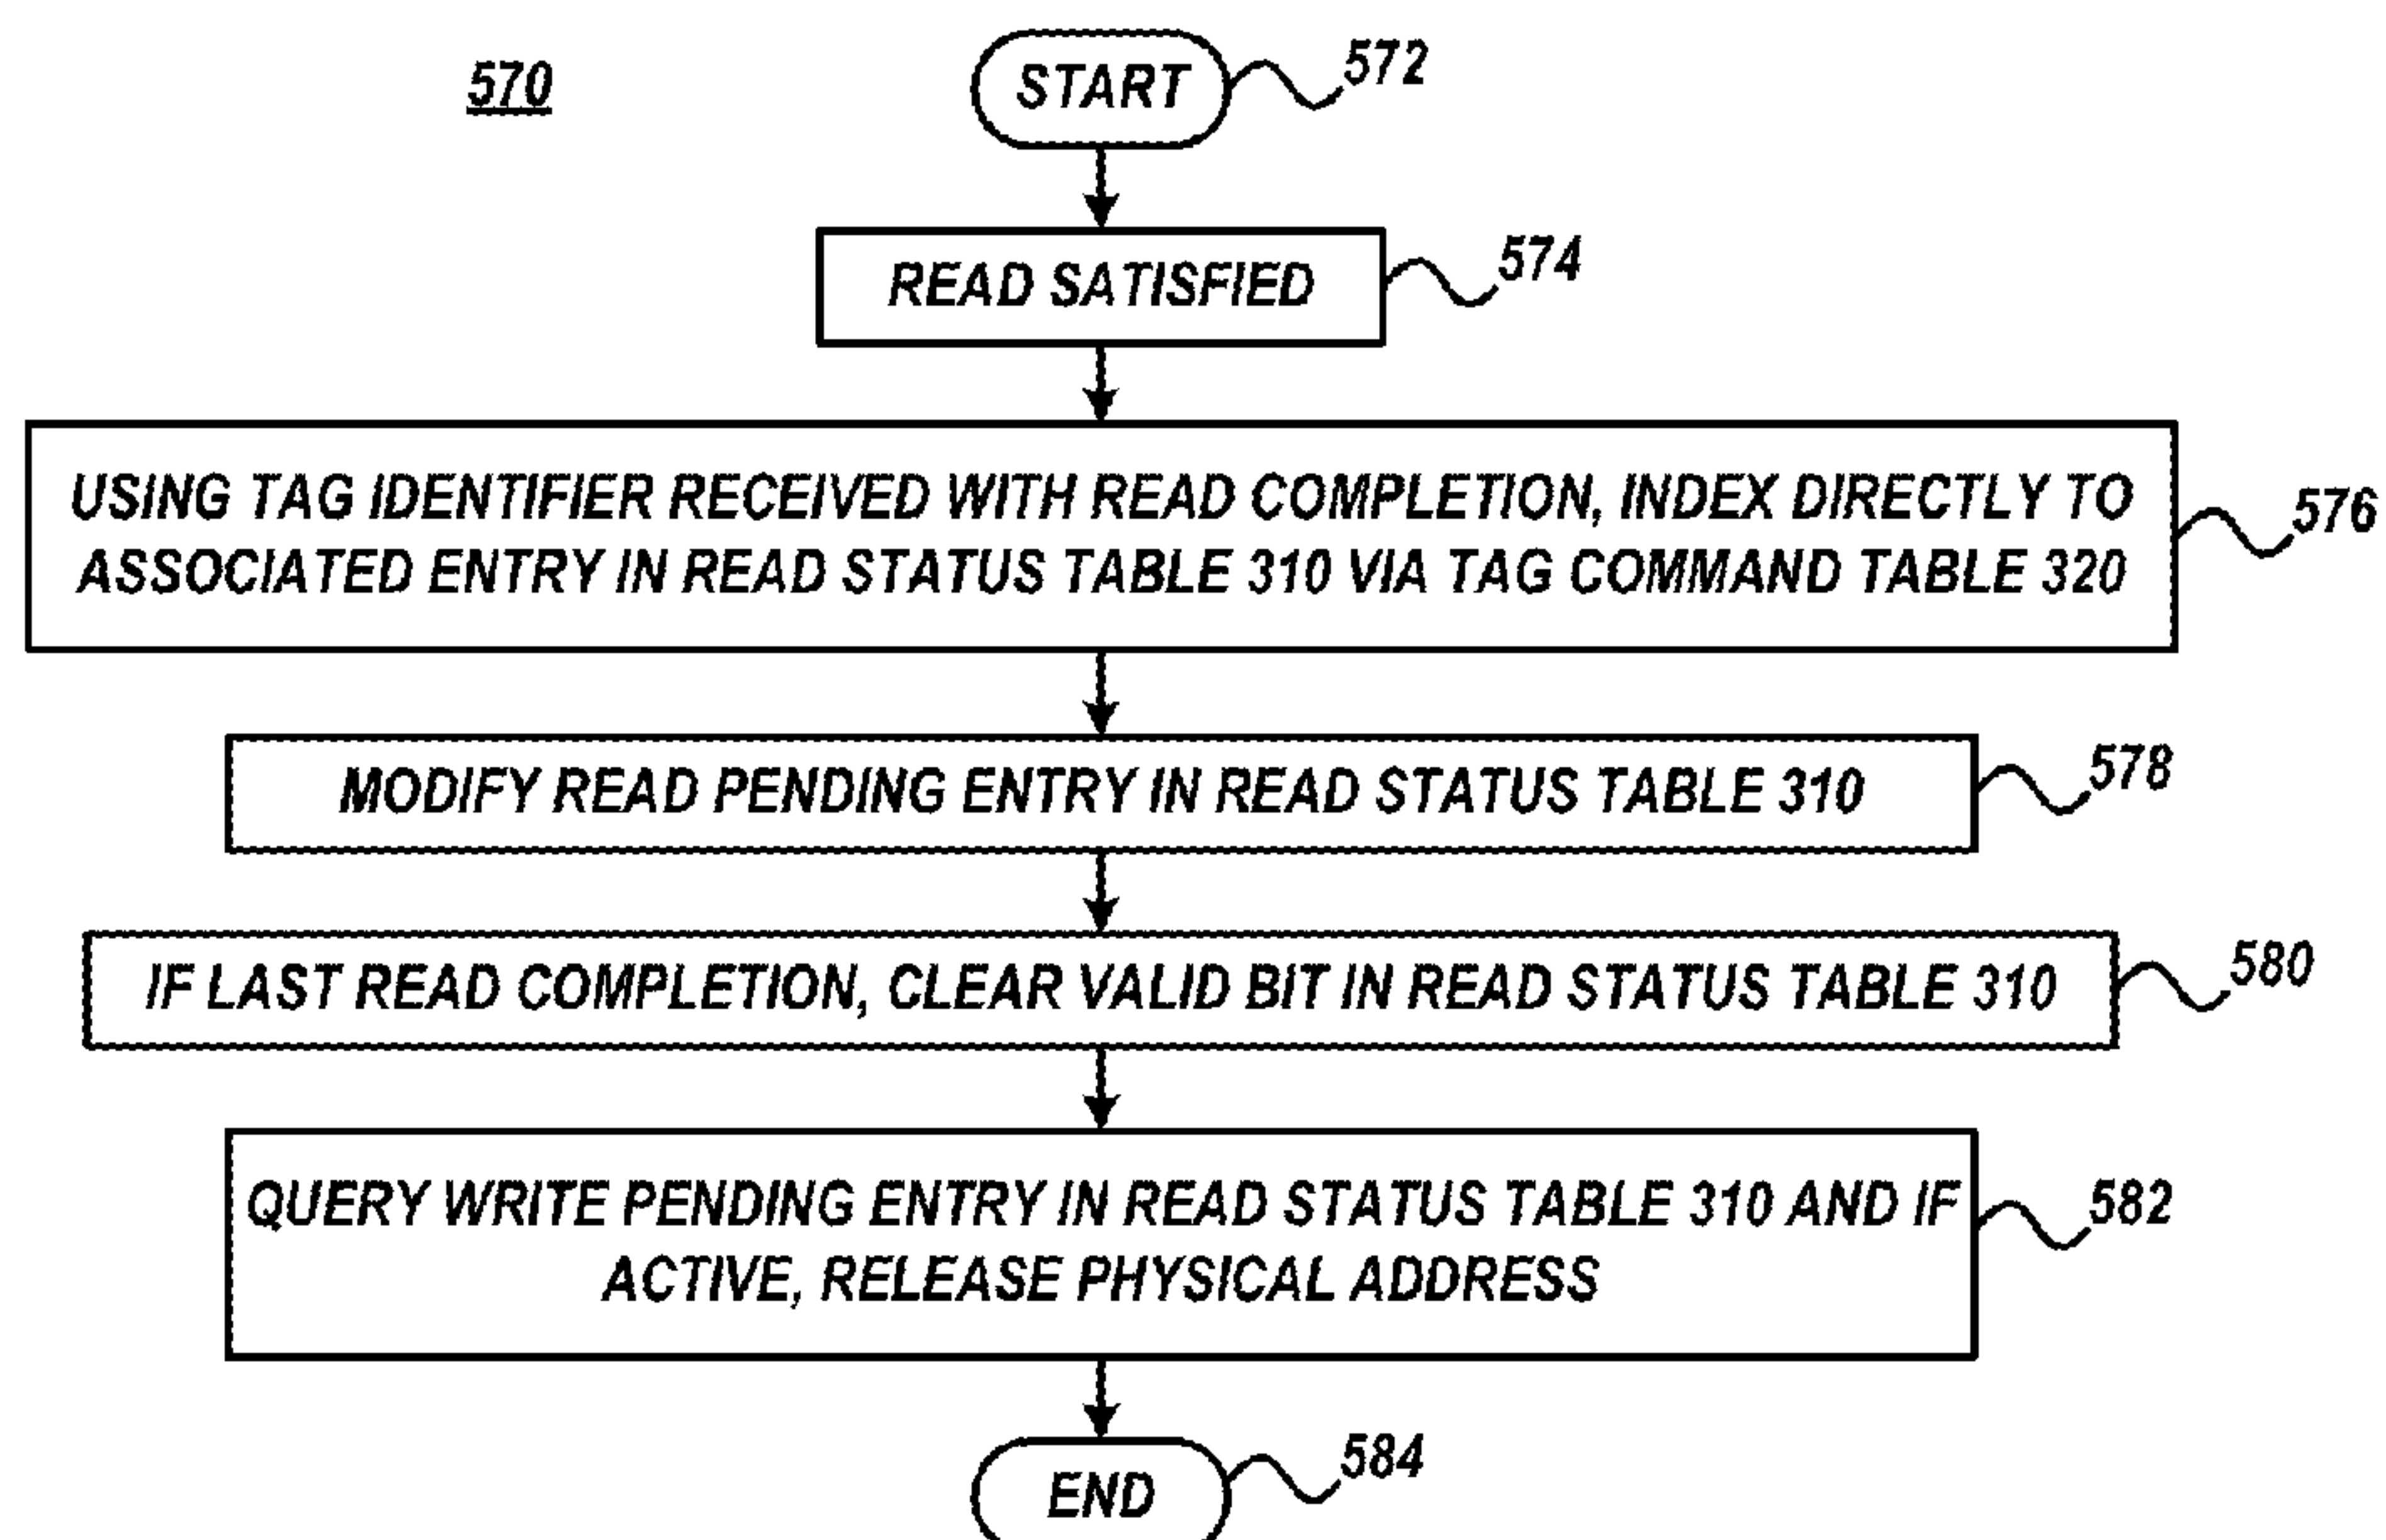 570
START
572
READ SATISFIED
574
USING TAG IDENTIFIER RECEIVED WITH READ COMPLETION, INDEX DIRECTLY TO
ASSOCIATED ENTRY IN READ STATUS TABLE 310 VIA TAG COMMAND TABLE 320
576
MODIFY READ PENDING ENTRY IN READ STATUS TABLE 310
578
IF LAST READ COMPLETION, CLEAR VALID BIT IN READ STATUS TABLE 310
580
QUERY WRITE PENDING ENTRY IN READ STATUS TABLE 310 AND IF
ACTIVE, RELEASE PHYSICAL ADDRESS
582
END
584